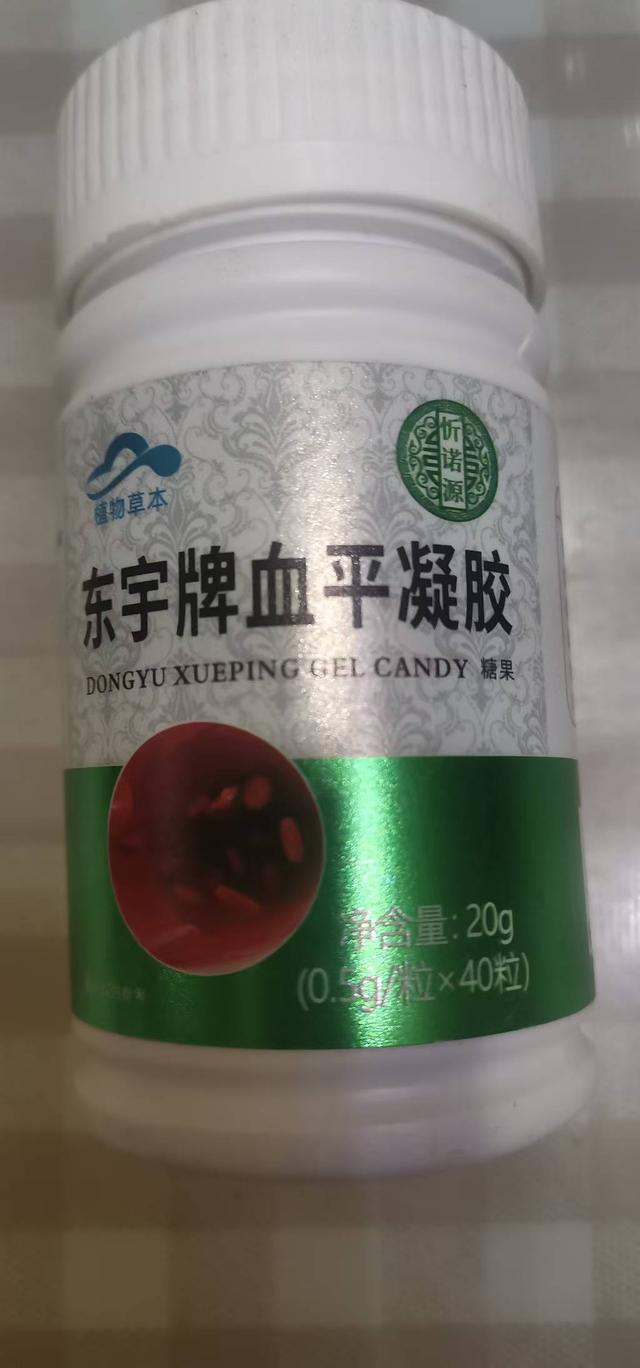 忻诺源
植物草本
东宇牌血平凝胶
DONGYU XUEPING GEL CANDY 糖果
净含量: 20g
(0.5g/粒×40粒)